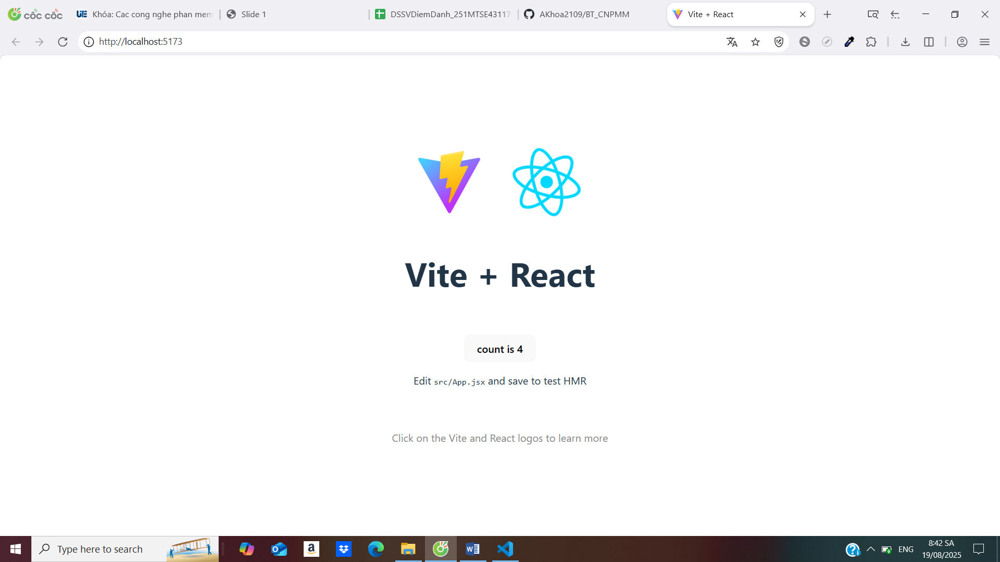 cốc cốc
UE Khóa: Cac cong nghe phan mem
Slide 1
DSSVDiemDanh_251MTSE43117
AKhoa2109/BT_CNPMM
Vite + React
http://localhost:5173
Vite + React
count is 4
Edit src/App.jsx and save to test HMR
Click on the Vite and React logos to learn more
Type here to search
ENG
8:42 SA
19/08/2025